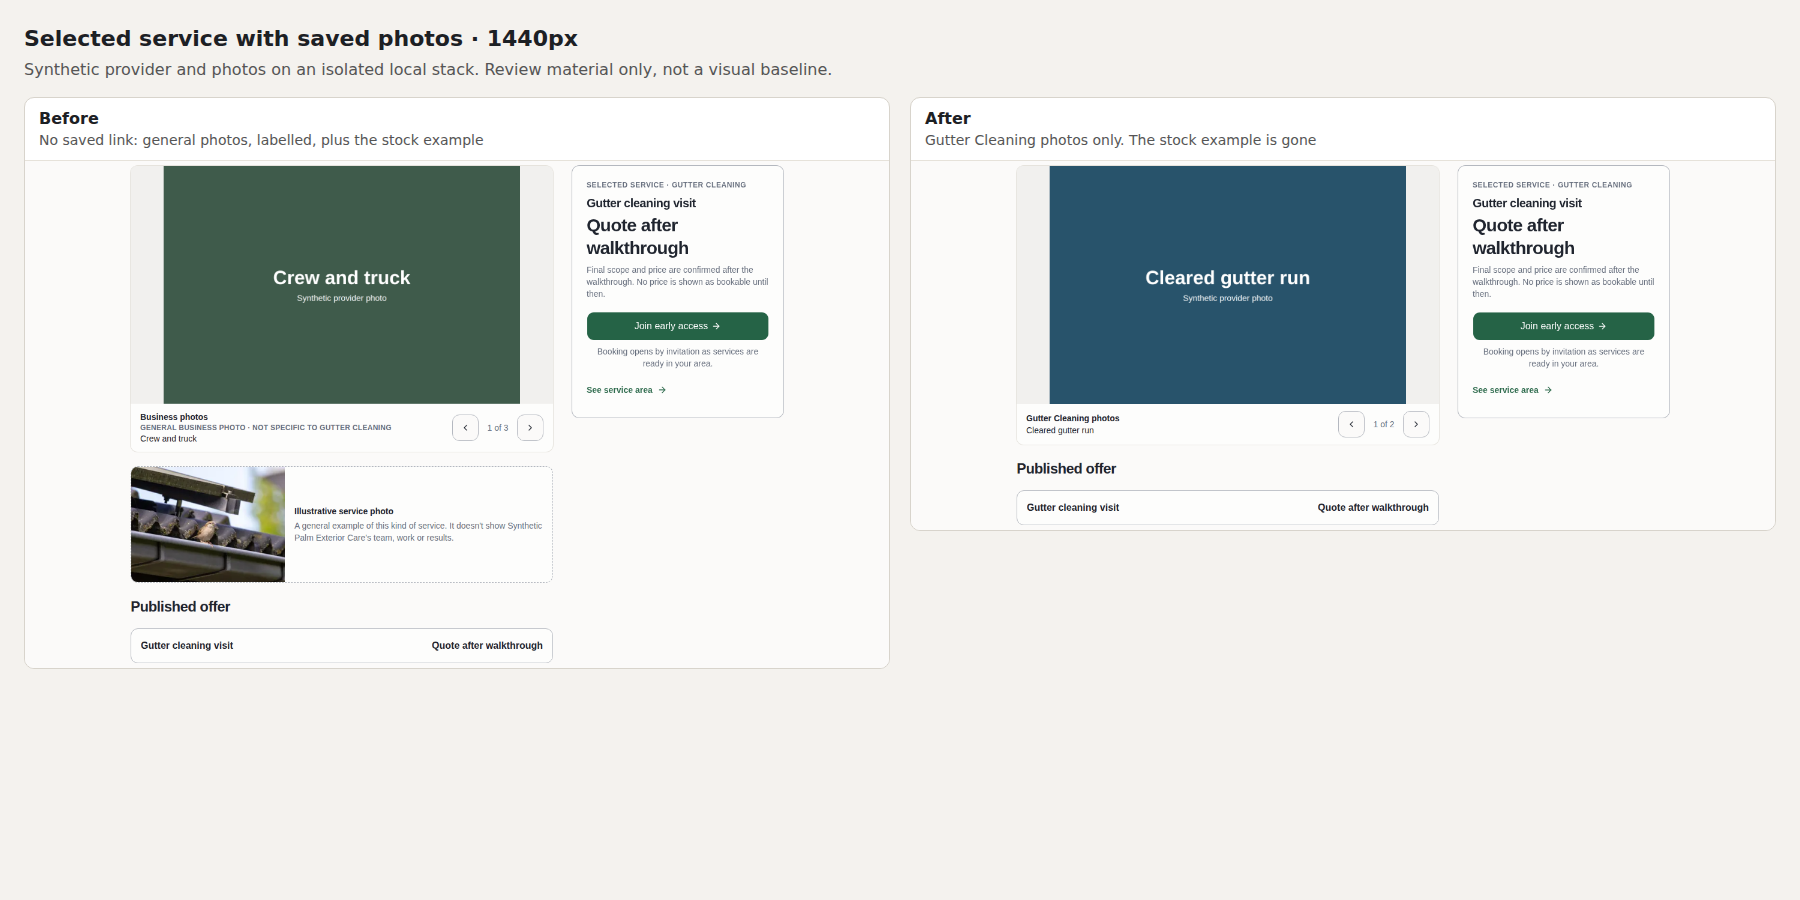 Selected service with saved photos · 1440px
Synthetic provider and photos on an isolated local stack. Review material only, not a visual baseline.
Before
No saved link: general photos, labelled, plus the stock example
Crew and truck
Synthetic provider photo
Business photos
GENERAL BUSINESS PHOTO · NOT SPECIFIC TO GUTTER CLEANING
Crew and truck
1 of 3
SELECTED SERVICE · GUTTER CLEANING
Gutter cleaning visit
Quote after
walkthrough
Final scope and price are confirmed after the
walkthrough. No price is shown as bookable until
then.
Join early access →
Booking opens by invitation as services are
ready in your area.
See service area →
Illustrative service photo
A general example of this kind of service. It doesn't show Synthetic
Palm Exterior Care's team, work or results.
Published offer
Gutter cleaning visit
Quote after walkthrough
After
Gutter Cleaning photos only. The stock example is gone
Cleared gutter run
Synthetic provider photo
Gutter Cleaning photos
Cleared gutter run
1 of 2
SELECTED SERVICE · GUTTER CLEANING
Gutter cleaning visit
Quote after
walkthrough
Final scope and price are confirmed after the
walkthrough. No price is shown as bookable until
then.
Join early access →
Booking opens by invitation as services are
ready in your area.
See service area →
Published offer
Gutter cleaning visit
Quote after walkthrough